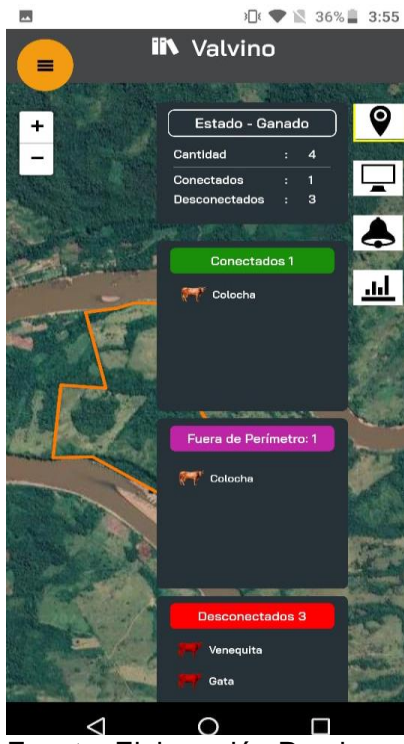 36% 3:55
Valvino
+
−
Estado - Ganado
Cantidad : 4
Conectados : 1
Desconectados : 3
Conectados 1
Colocha
Fuera de Perímetro: 1
Colocha
Desconectados 3
Venequita
Gata